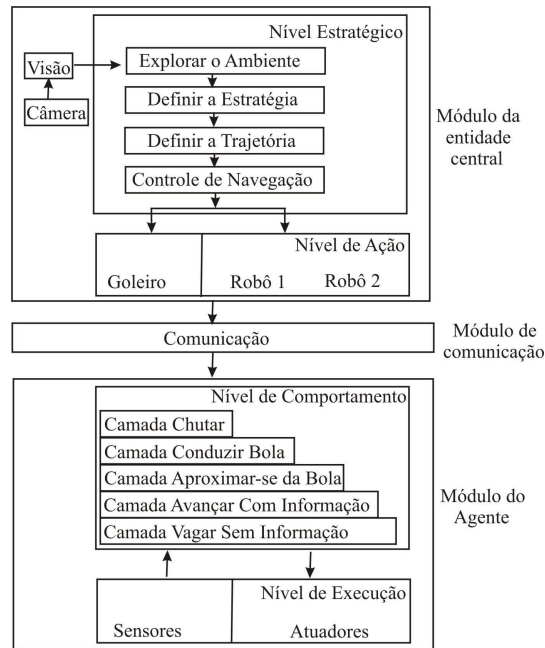 Nível Estratégico
Visão
Explorar o Ambiente
Câmera
Definir a Estratégia
Definir a Trajetória
Controle de Navegação
Módulo da
entidade
central
Nível de Ação
Goleiro
Robô 1
Robô 2
Comunicação
Módulo de
comunicação
Nível de Comportamento
Camada Chutar
Camada Conduzir Bola
Camada Aproximar-se da Bola
Camada Avançar Com Informação
Camada Vagar Sem Informação
Módulo do
Agente
Nível de Execução
Sensores
Atuadores